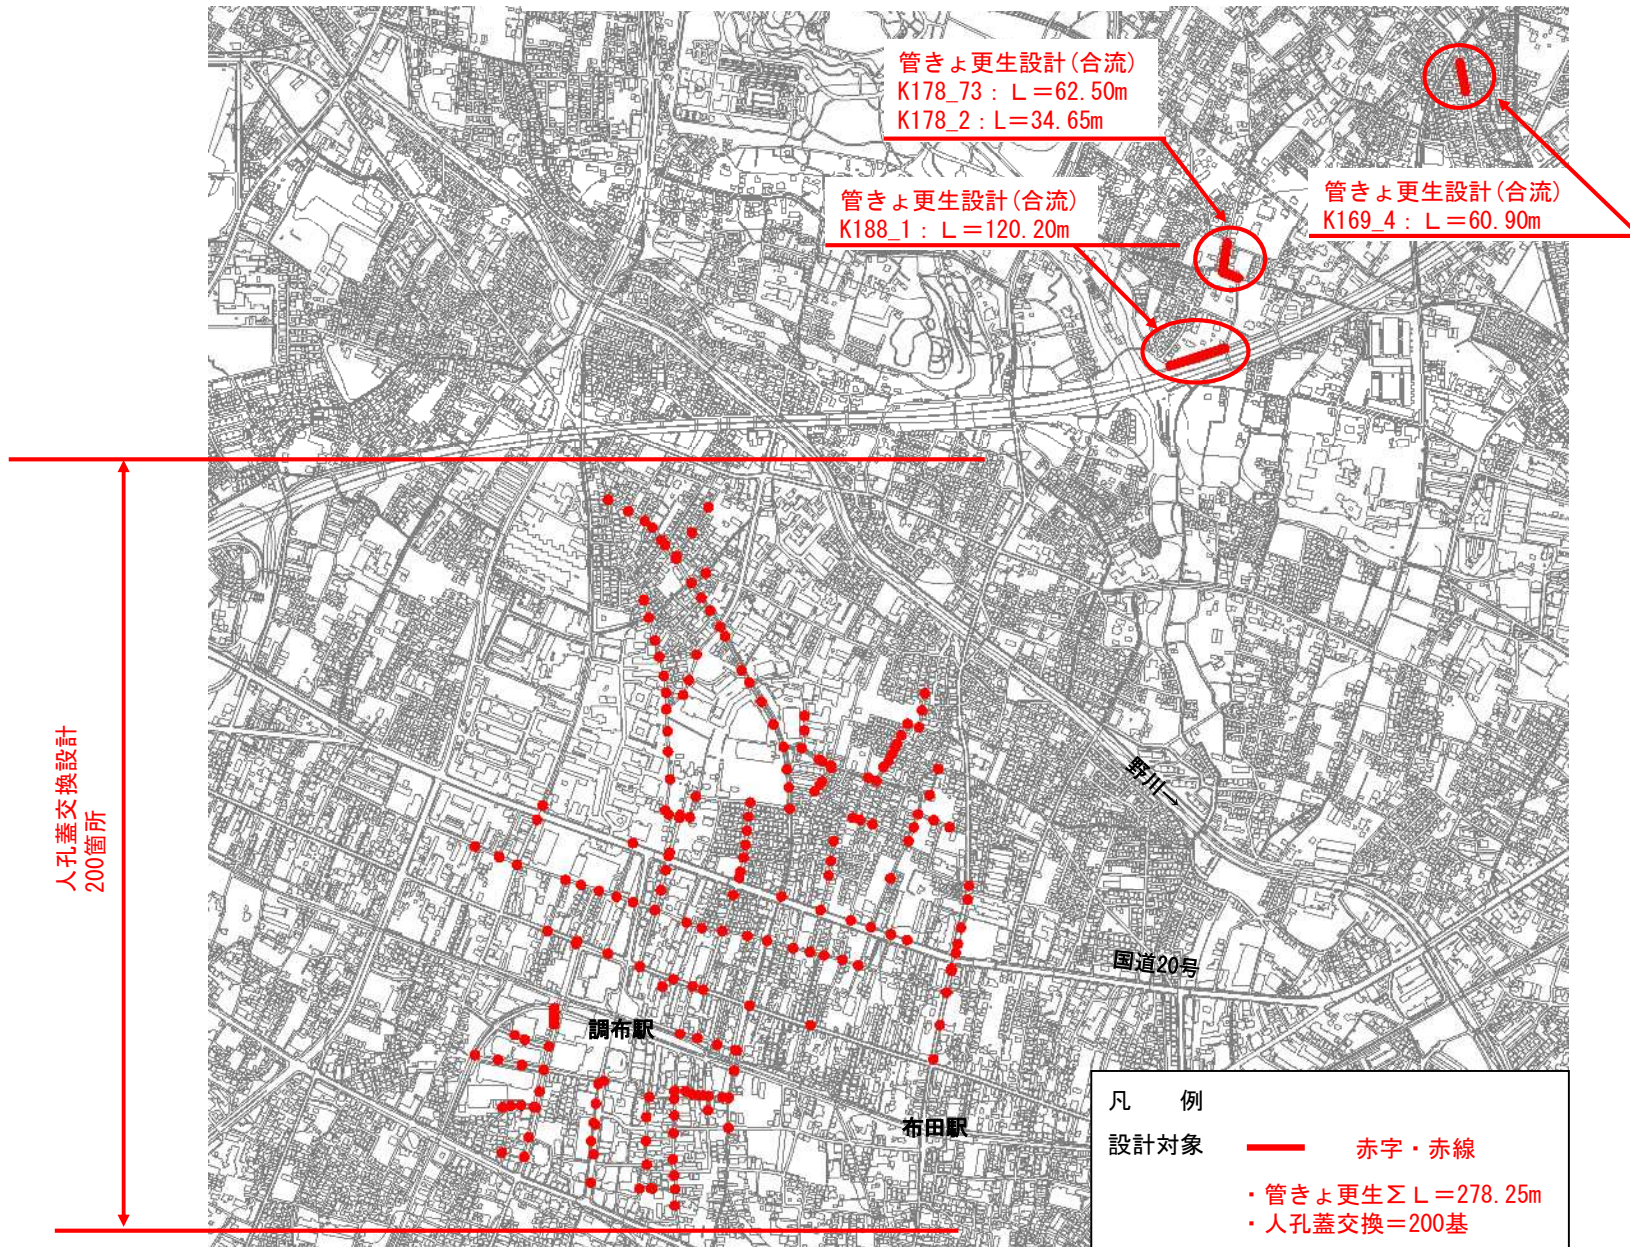 管きょ更生設計(合流)
K178_73：Ｌ＝62.50m
K178_2：L＝34.65m
管きょ更生設計(合流)
K188_1：Ｌ＝120.20m
管きょ更生設計(合流)
K169_4：Ｌ＝60.90m
人孔蓋交換設計
200箇所
野川→
国道20号
調布駅
布田駅
凡　例
設計対象
赤字・赤線
・管きょ更生ΣＬ＝278.25m
・人孔蓋交換＝200基